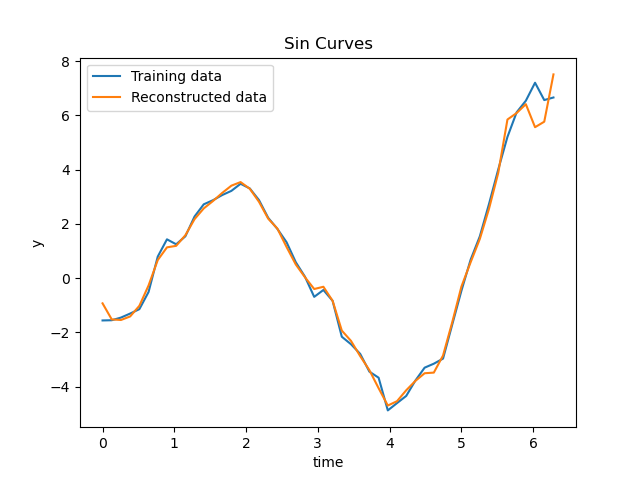 Sin Curves
Training data
Reconstructed data
8
6
4
2
0
−2
−4
y
0 1 2 3 4 5 6
time